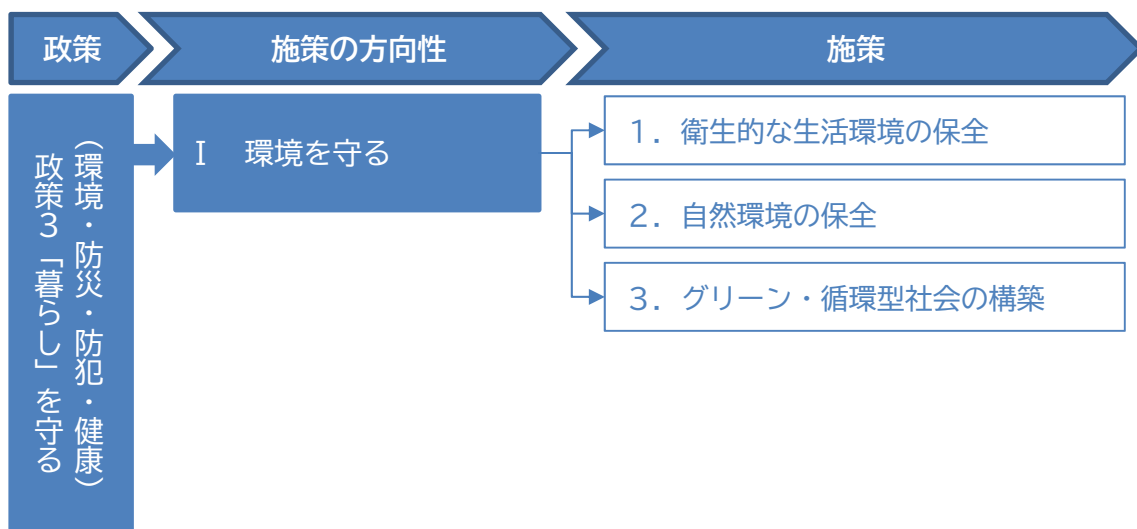 政策
施策の方向性
施策
政策３「暮らし」を守る
（環境・防災・防犯・健康）
Ⅰ　環境を守る
１．衛生的な生活環境の保全
２．自然環境の保全
３．グリーン・循環型社会の構築